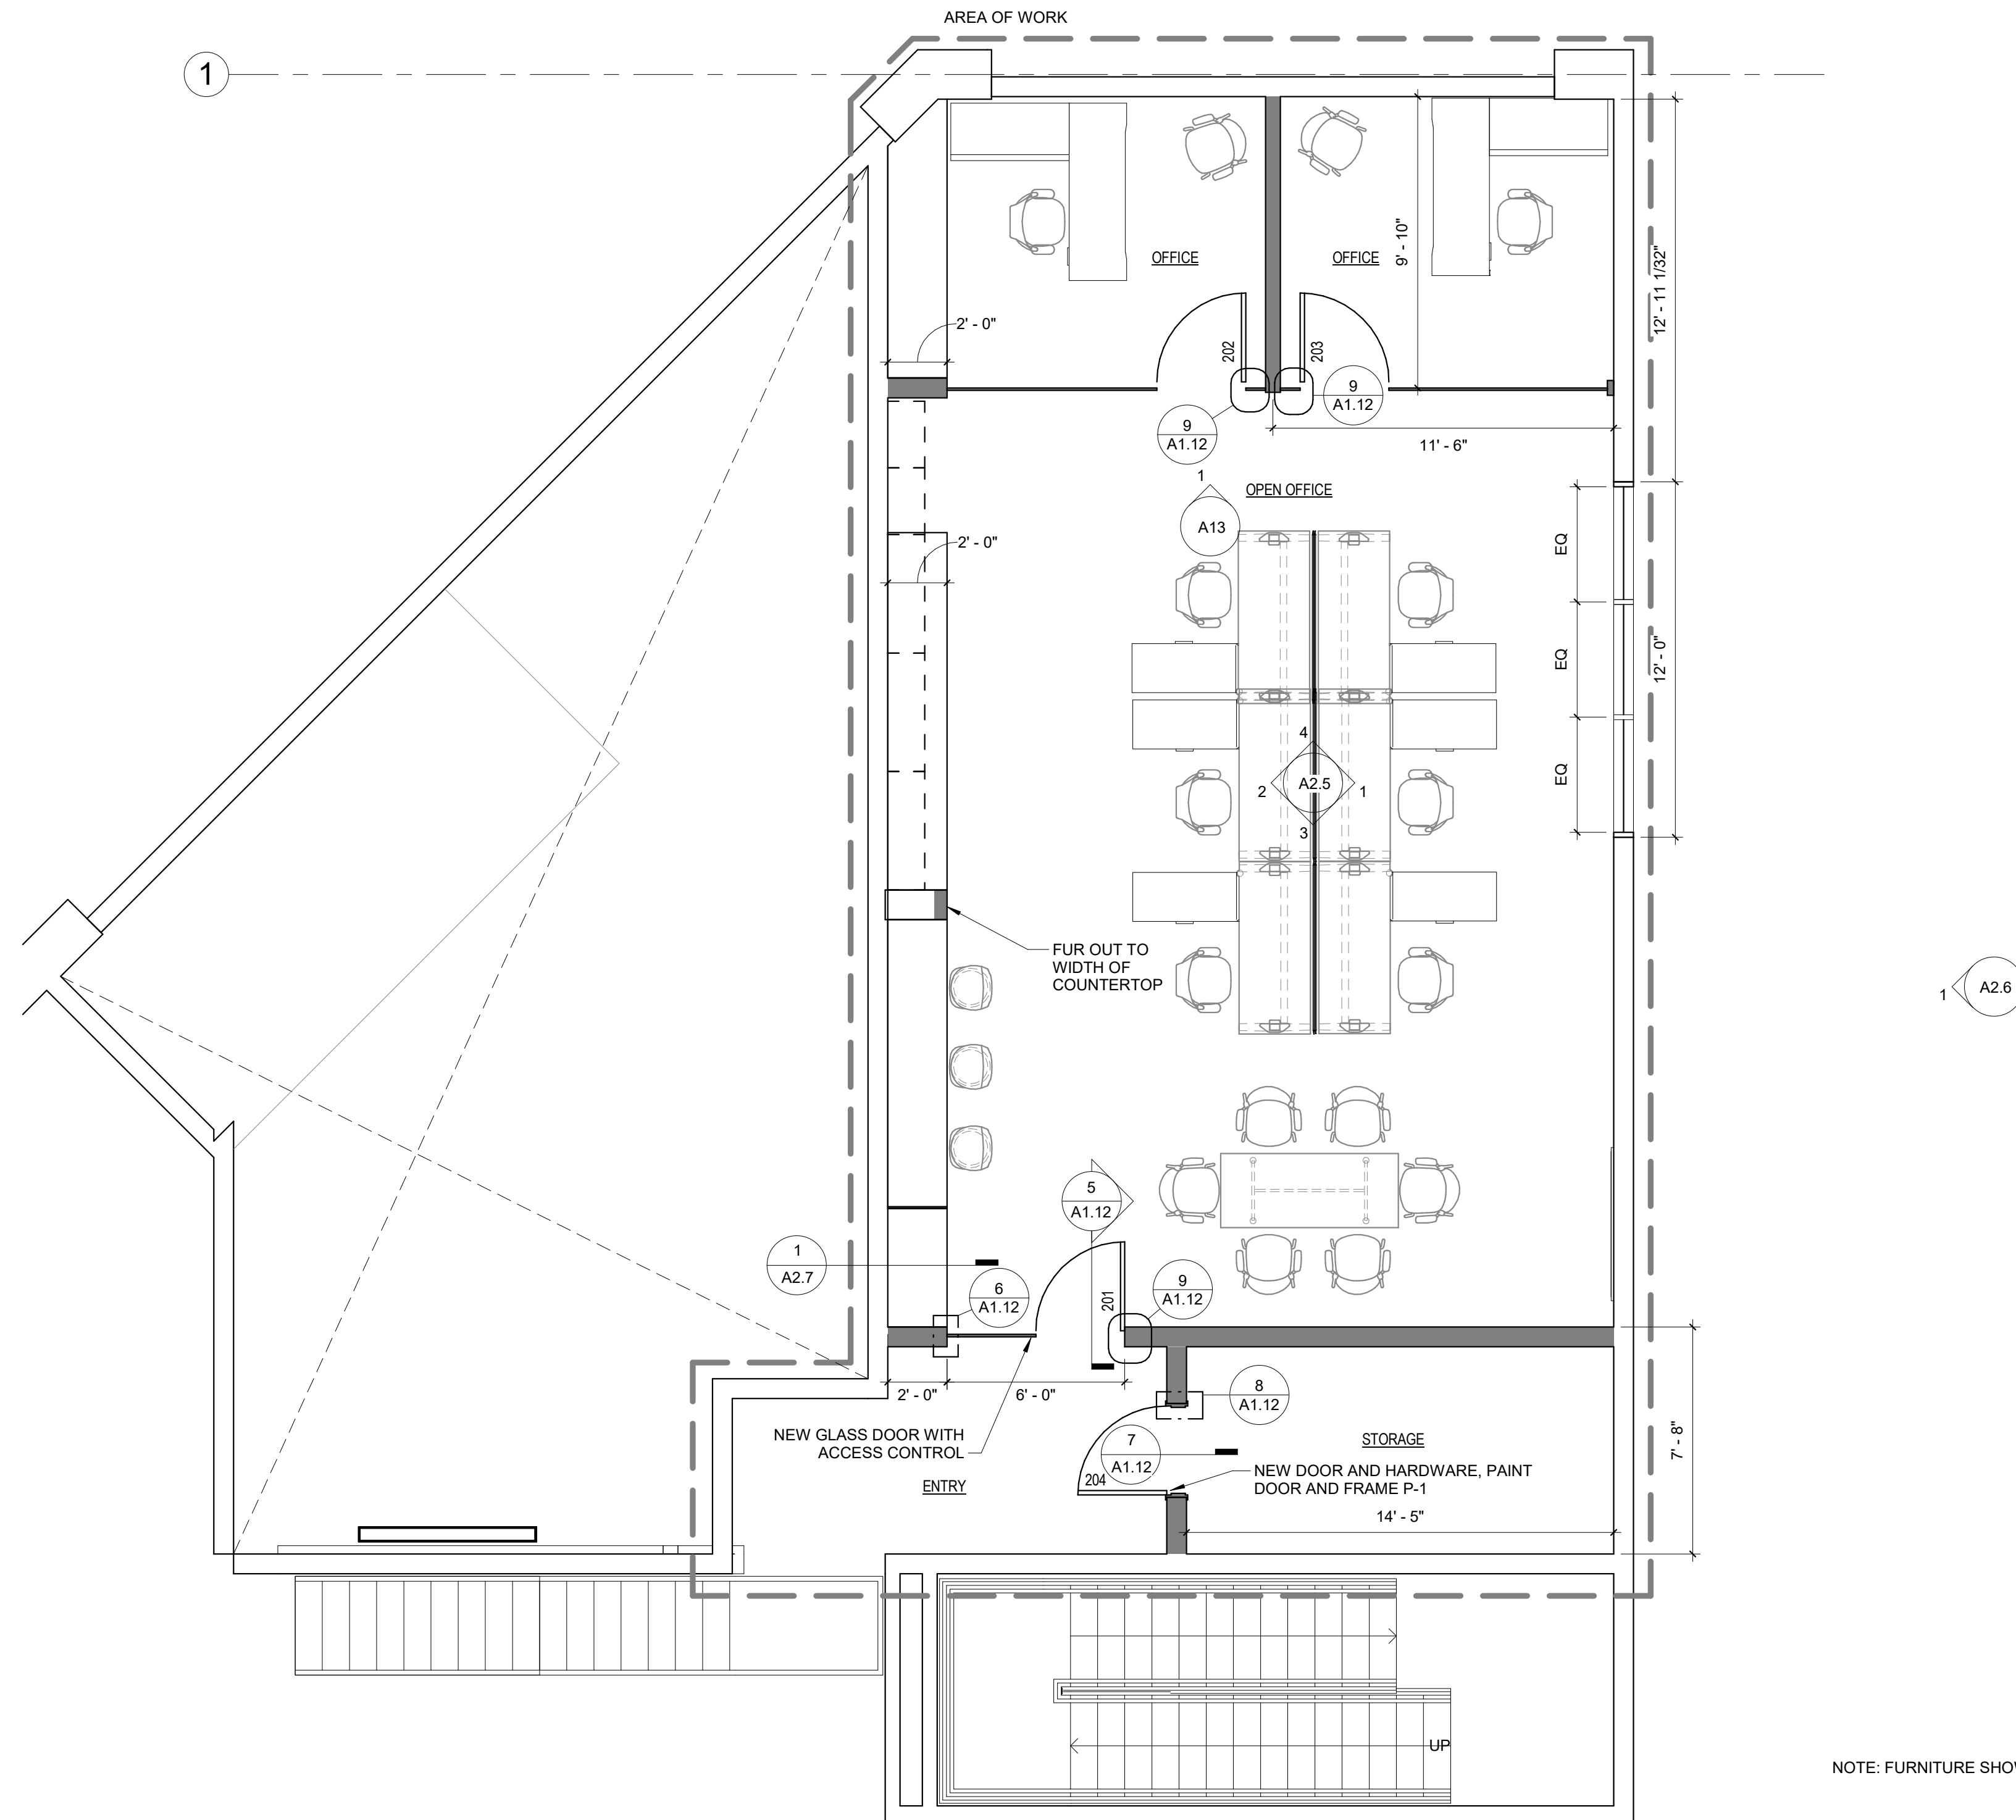 AREA OF WORK
1
OFFICE
OFFICE
9' - 10"
12' - 11 1/32"
2' - 0"
202
203
9
A1.12
9
A1.12
11' - 6"
1
A13
OPEN OFFICE
2' - 0"
EQ
EQ
EQ
12' - 0"
4
2
A2.5
1
3
FUR OUT TO
WIDTH OF
COUNTERTOP
1
A2.6
5
A1.12
1
A2.7
6
A1.12
201
9
A1.12
2' - 0"
6' - 0"
8
A1.12
NEW GLASS DOOR WITH
ACCESS CONTROL
7
A1.12
STORAGE
7' - 8"
ENTRY
204
NEW DOOR AND HARDWARE, PAINT
DOOR AND FRAME P-1
14' - 5"
UP
NOTE: FURNITURE